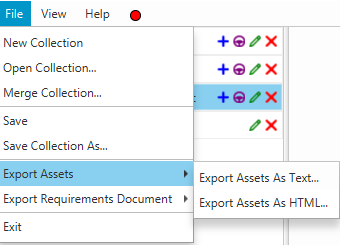 File View Help
New Collection
Open Collection...
Merge Collection...
Save
Save Collection As...
Export Assets
Export Assets As Text...
Export Requirements Document
Export Assets As HTML...
Exit